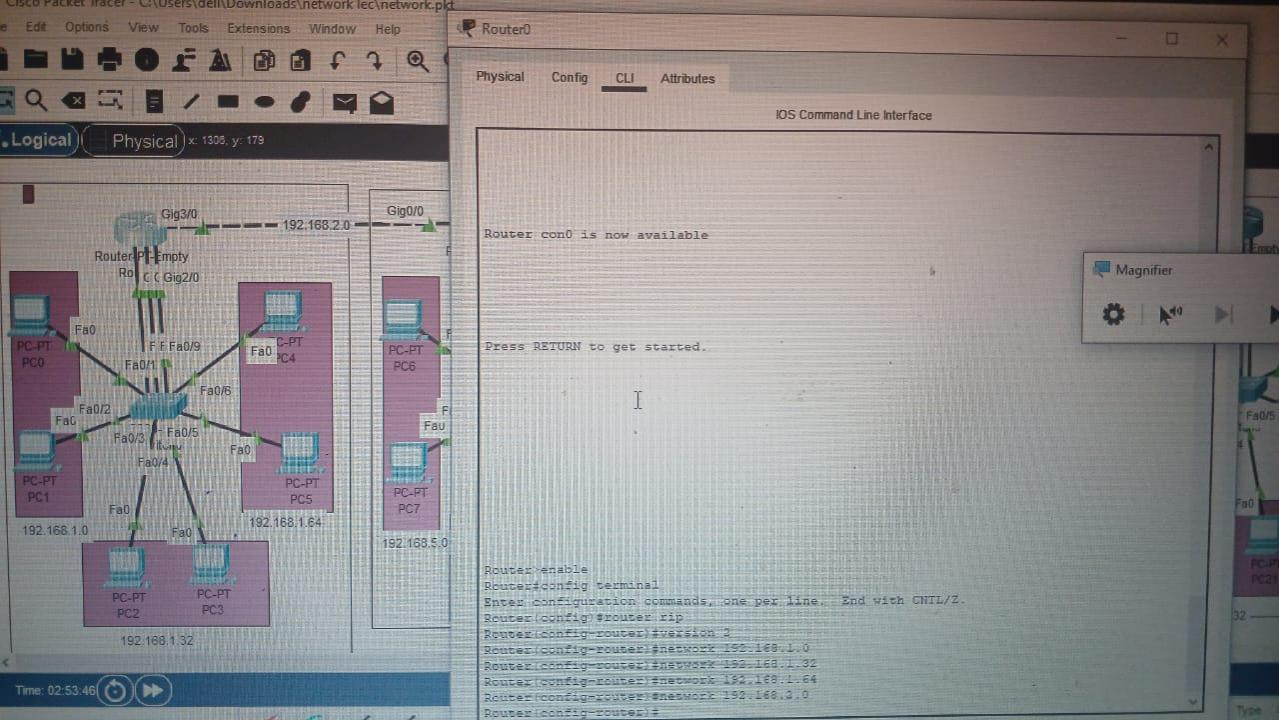 Cisco Packet Tracer - C:\Users\dell\Downloads\network lec\network.pkt
Edit Options View Tools Extensions Window Help
Logical Physical x: 1306, y: 179
Gig3/0
192.168.2.0
Gig0/0
Router-PT-Empty
Ro
Gig2/0
Fa0
Fa0/9
PC-PT
PC0
Fa0/1
Fa0
C-PT
C4
PC-PT
PC6
Fa0/6
Fa0/2
Fa0/3
Fa0/5
Fa0/4
Fa0
PC-PT
PC1
PC-PT
PC5
PC-PT
PC7
192.168.1.0
192.168.1.64
192.168.5.0
Fa0
Fa0
PC-PT
PC2
PC-PT
PC3
192.168.1.32
Time: 02:53:46
Router0
Physical Config CLI Attributes
IOS Command Line Interface
Router con0 is now available
Press RETURN to get started.
Router>enable
Router#config terminal
Enter configuration commands, one per line. End with CNTL/Z.
Router(config)#router rip
Router(config-router)#version 2
Router(config-router)#network 192.168.1.0
Router(config-router)#network 192.168.1.32
Router(config-router)#network 192.168.1.64
Router(config-router)#network 192.168.2.0
Router(config-router)#
Magnifier
Fa0/5
Fa0
Type